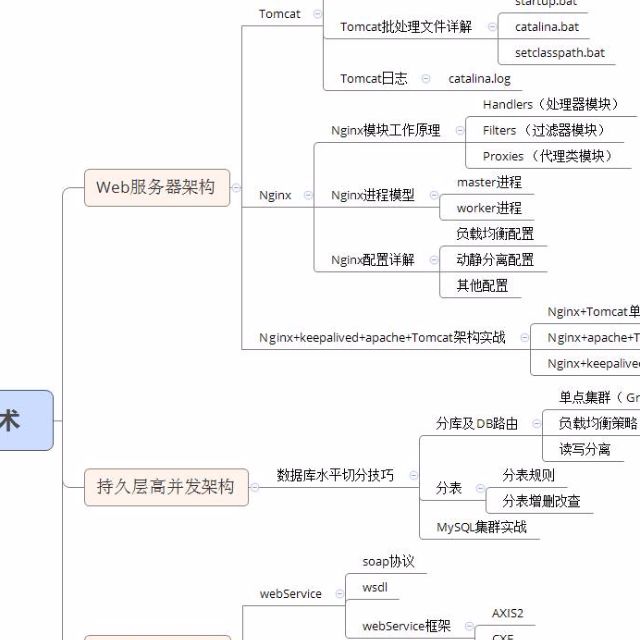 startup.bat
Tomcat
Tomcat批处理文件详解
catalina.bat
setclasspath.bat
Tomcat日志
catalina.log
Handlers（处理器模块）
Nginx模块工作原理
Filters （过滤器模块）
Proxies （代理类模块）
Web服务器架构
Nginx
Nginx进程模型
master进程
worker进程
负载均衡配置
Nginx配置详解
动静分离配置
其他配置
Nginx+Tomcat单
Nginx+keepalived+apache+Tomcat架构实战
Nginx+apache+T
Nginx+keepalive
术
单点集群（ Gr
分库及DB路由
负载均衡策略
读写分离
持久层高并发架构
数据库水平切分技巧
分表规则
分表
分表增删改查
MySQL集群实战
soap协议
webService
wsdl
webService框架
AXIS2
CXF